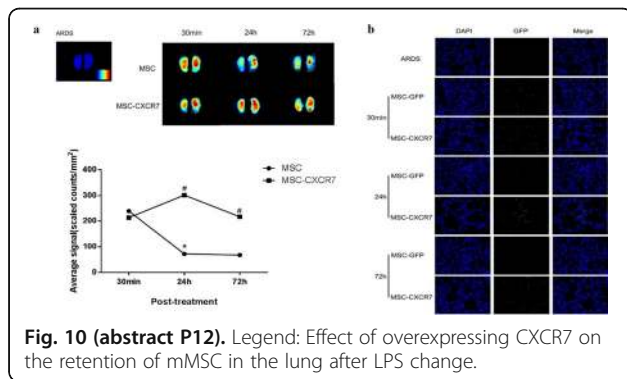 a
ARDS
30min 24h 72h
MSC
MSC-CXCR7
400
300
200
100
0
Average signal(scaled counts/mm²)
#
*
#
MSC
MSC-CXCR7
30min 24h 72h
Post-treatment
b
DAPI GFP Merge
ARDS
MSC-GFP
30min
MSC-CXCR7
MSC-GFP
24h
MSC-CXCR7
MSC-GFP
72h
MSC-CXCR7
Fig. 10 (abstract P12). Legend: Effect of overexpressing CXCR7 on
the retention of mMSC in the lung after LPS change.